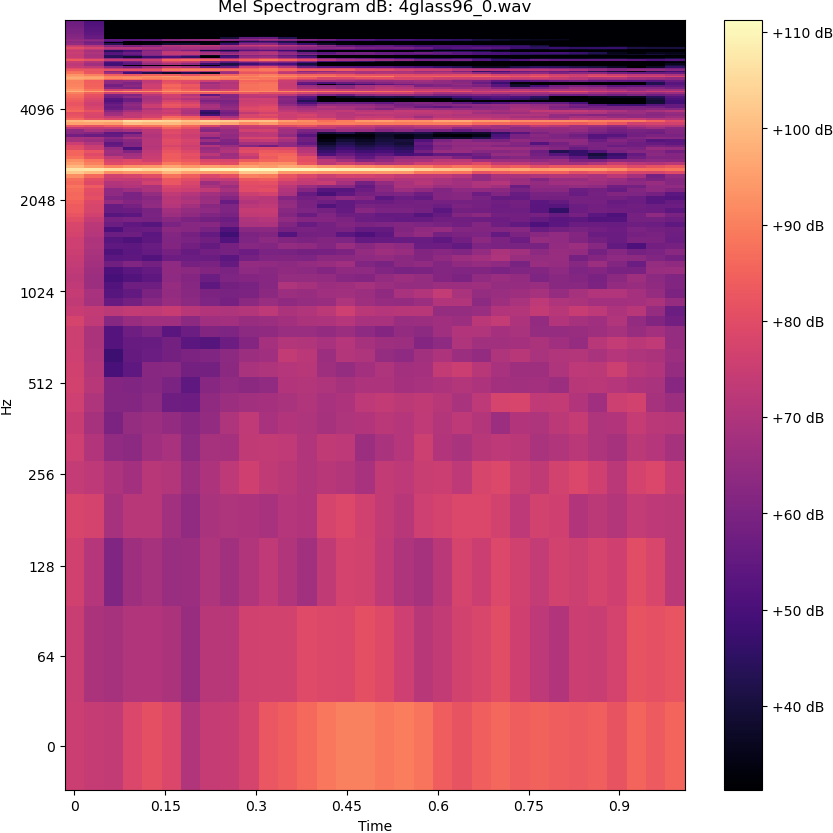 Mel Spectrogram dB: 4glass96_0.wav
Hz
4096
2048
1024
512
256
128
64
0
0 0.15 0.3 0.45 0.6 0.75 0.9
Time
+110 dB
+100 dB
+90 dB
+80 dB
+70 dB
+60 dB
+50 dB
+40 dB